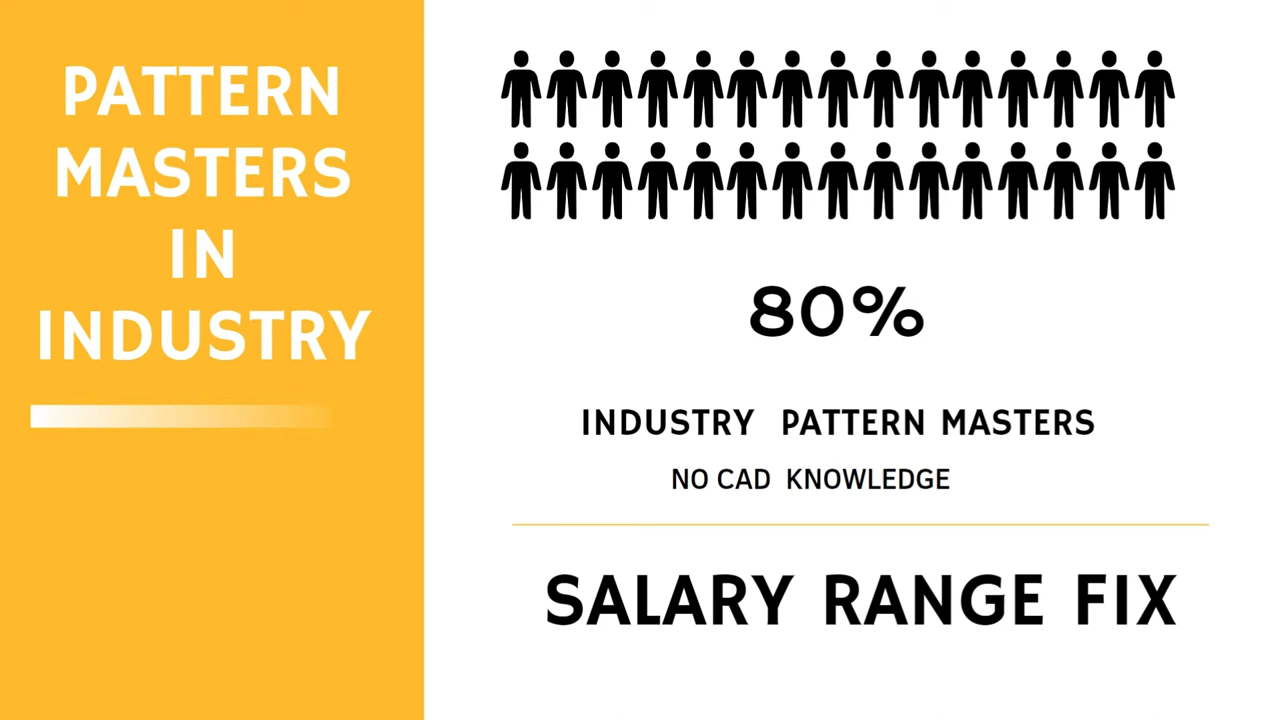 PATTERN
MASTERS
IN
INDUSTRY
80%
INDUSTRY PATTERN MASTERS
NO CAD KNOWLEDGE
SALARY RANGE FIX